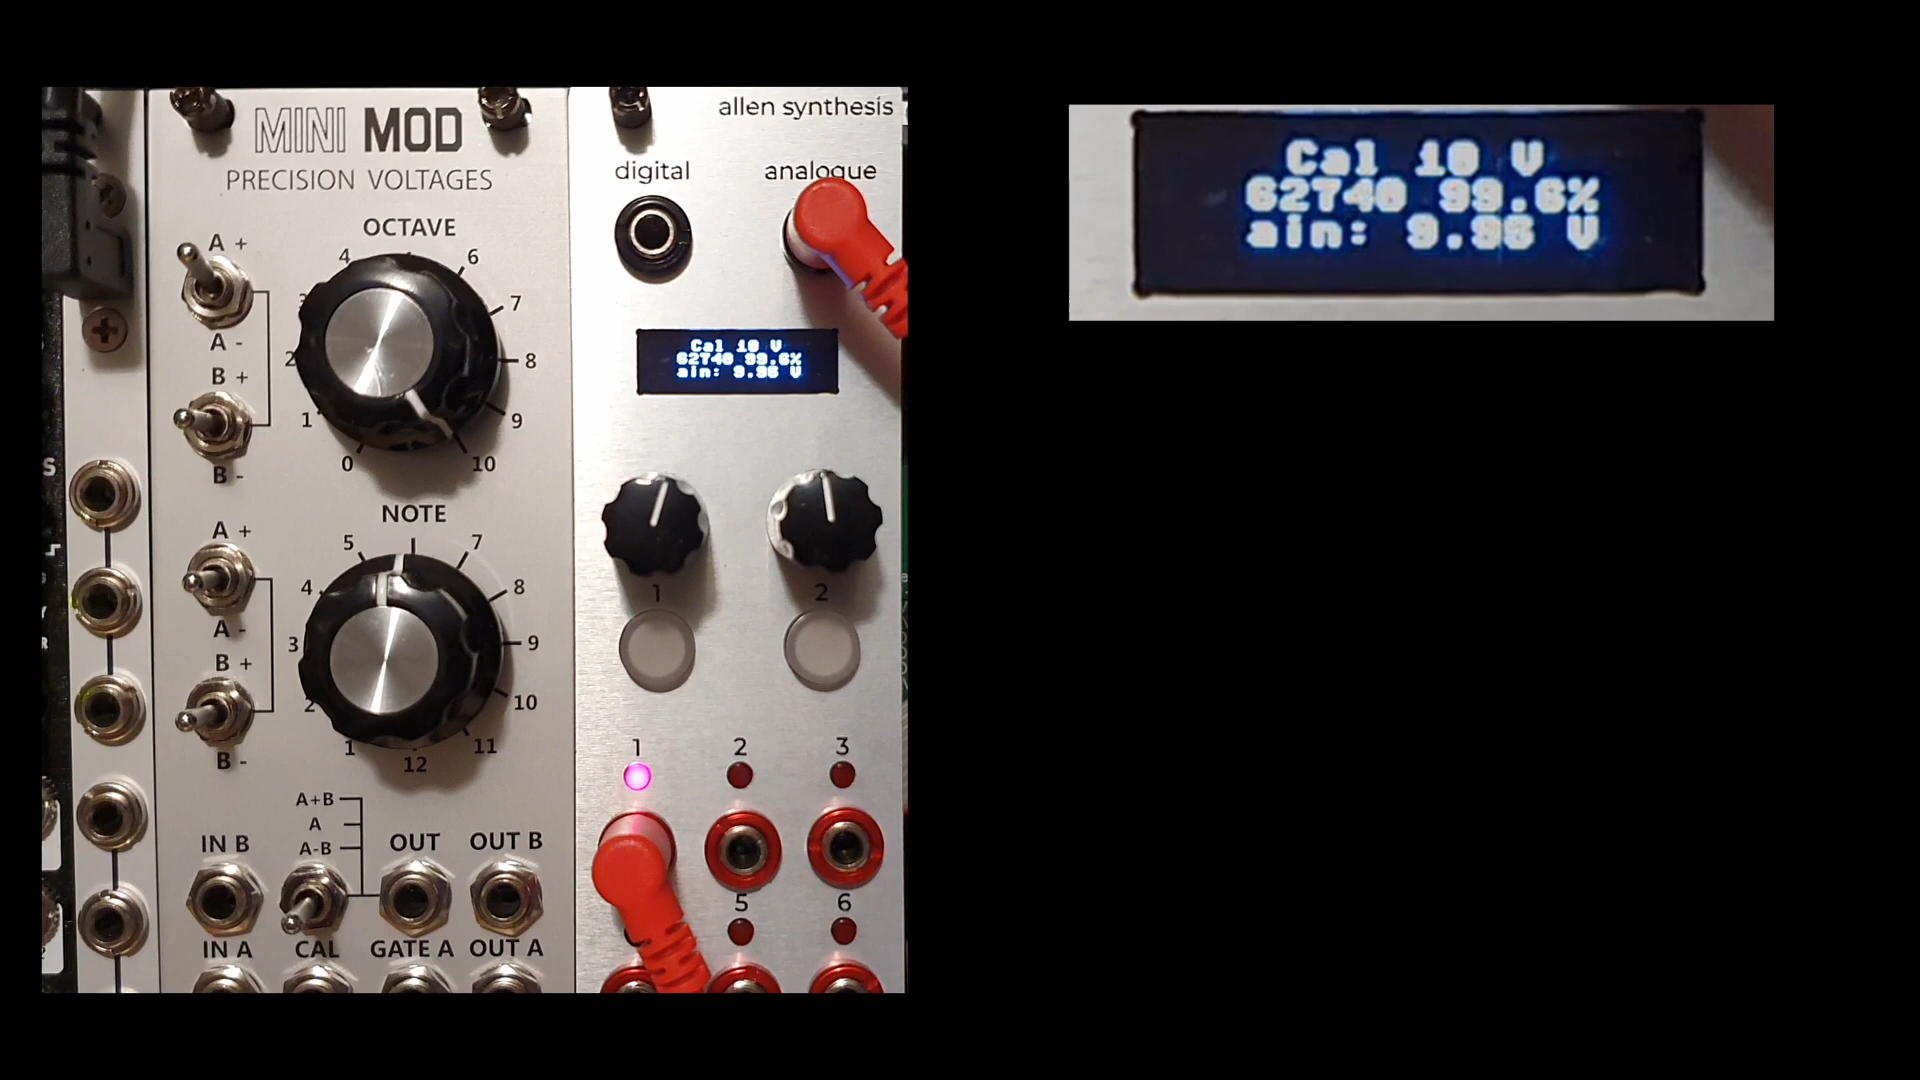 MINI MOD
PRECISION VOLTAGES
OCTAVE
A +
A -
B +
B -
4
6
7
8
9
10
0
1
2
3
NOTE
A +
A -
B +
B -
5
7
8
9
10
11
12
1
2
3
4
A+B
A
A-B
IN B
OUT
OUT B
IN A
CAL
GATE A
OUT A
allen synthesis
digital
analogue
Cal 10 V
62740 99.6%
ain: 9.96 V
1
2
1
2
3
5
6
S
Y
R
Cal 10 V
62740 99.6%
ain: V